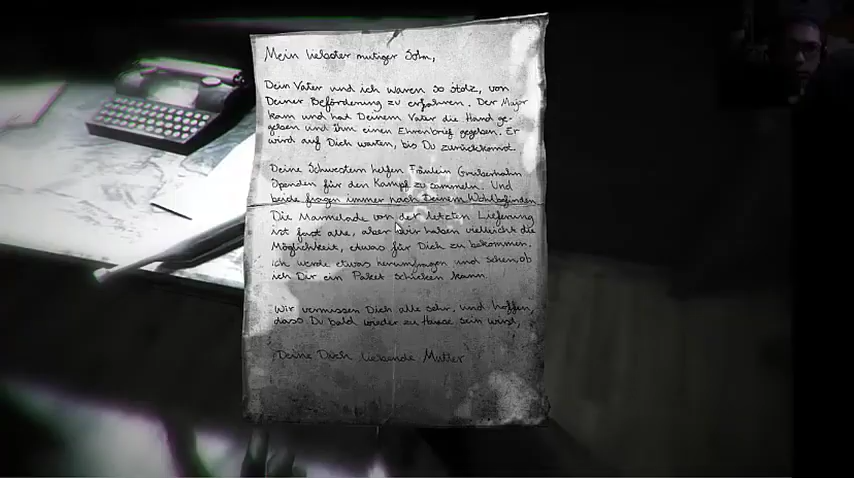 Mein liebster mutiger Sohn,
Dein Vater und ich waren so stolz, von
Deiner Beförderung zu erfahren. Der Major
kam und hat Deinem Vater die Hand ge-
geben und ihm einen Ehrenbrief gegeben. Er
wird auf Dich warten, bis Du zurückkommst.
Deine Schwestern helfen Fräulein Gruberhahn
Spenden für den Kampf zu sammeln. Und
beide fragen immer nach Deinem Wohlbefinden.
Die Marmelade von der letzten Lieferung
ist fast alle, aber wir haben vielleicht die
Möglichkeit, etwas für Dich zu bekommen.
Ich werde etwas herumfragen und sehen, ob
ich Dir ein Paket schicken kann.
Wir vermissen Dich alle sehr, und hoffen,
dass Du bald wieder zu Hause sein wirst,
Deine Dich liebende Mutter